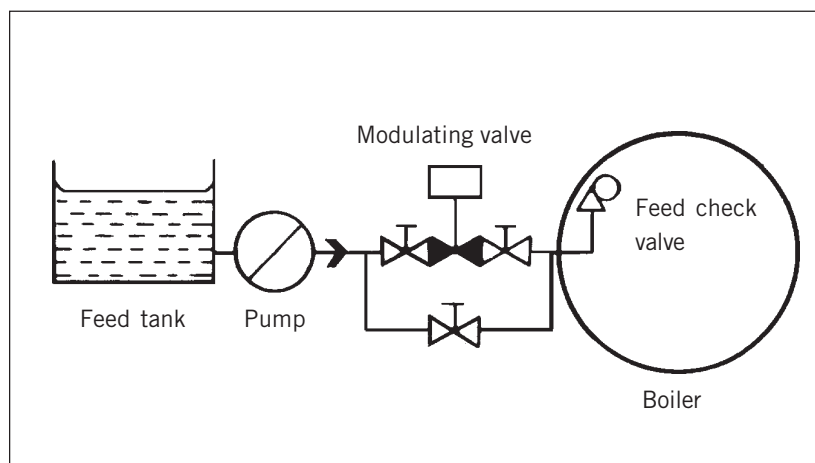 Modulating valve
Feed check
valve
Feed tank
Pump
Boiler